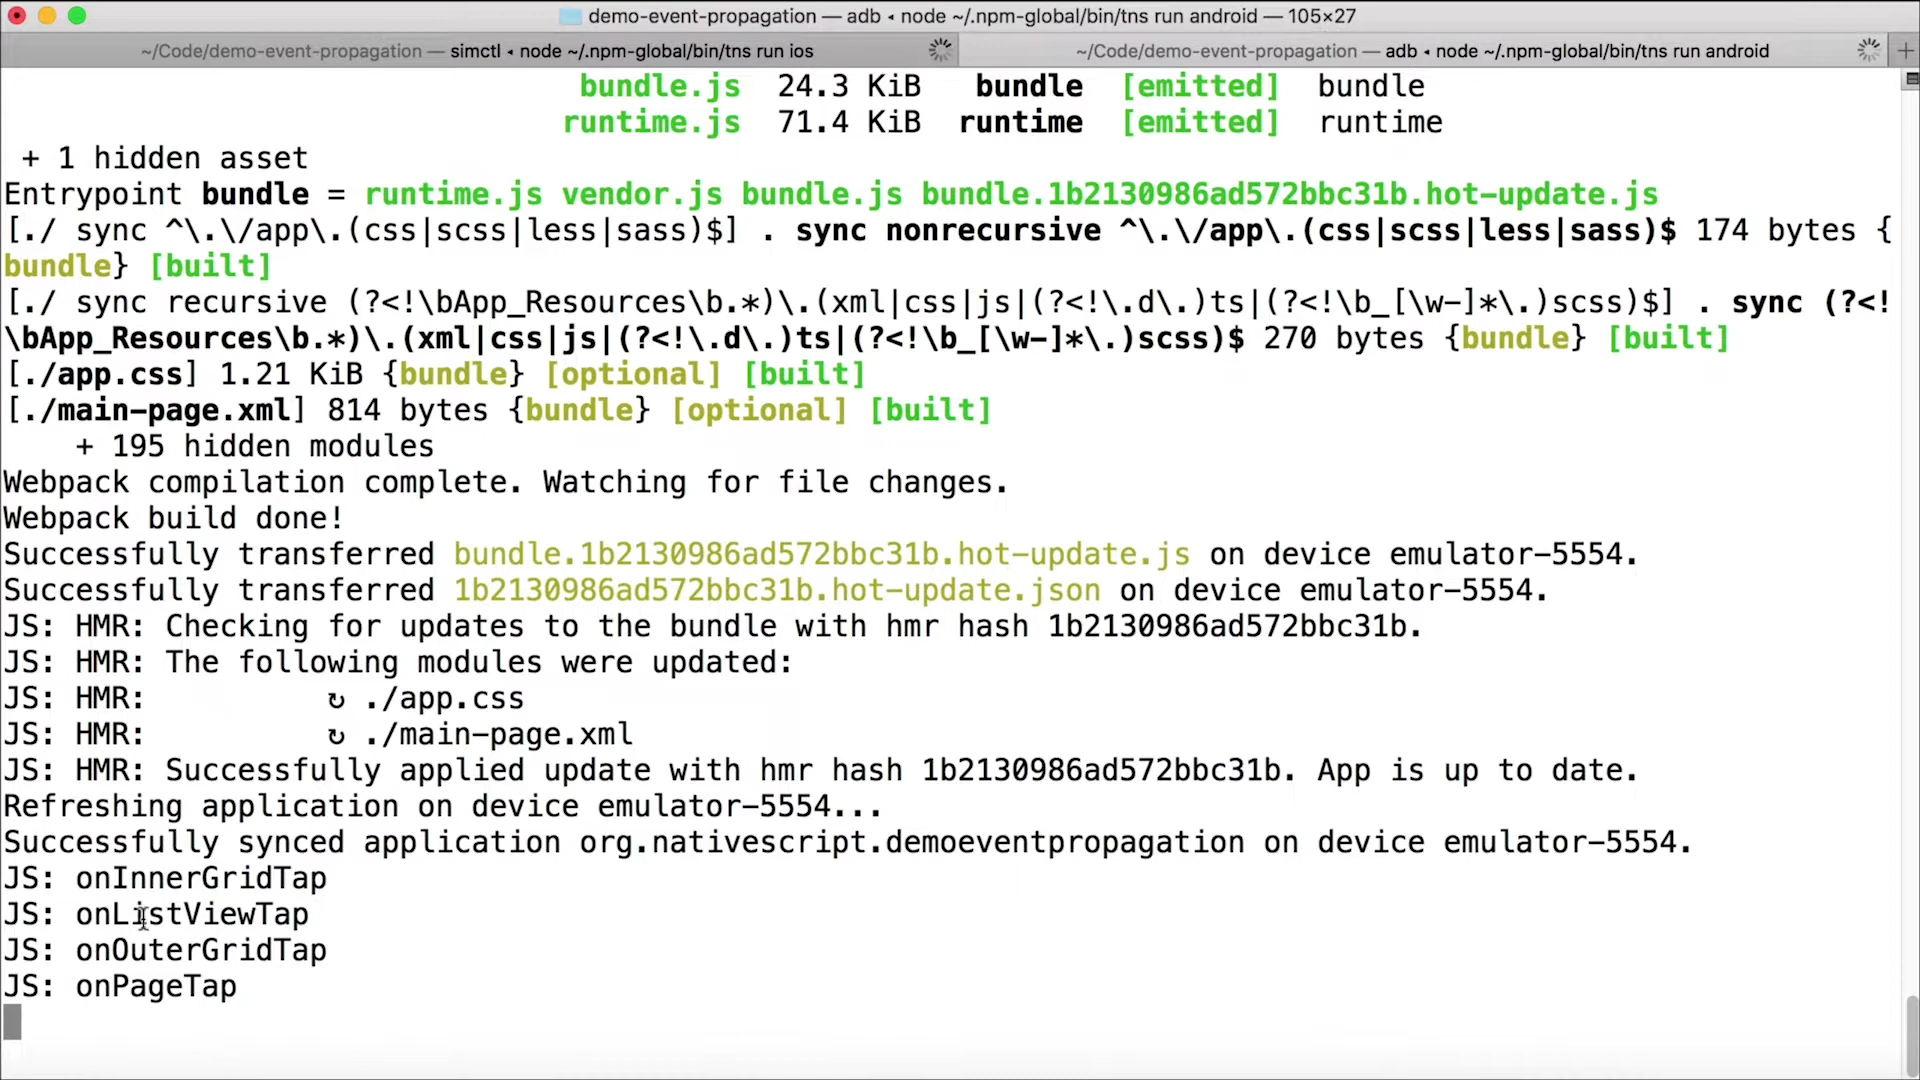 demo-event-propagation — adb ◂ node ~/.npm-global/bin/tns run android — 105×27
~/Code/demo-event-propagation — simctl ◂ node ~/.npm-global/bin/tns run ios
~/Code/demo-event-propagation — adb ◂ node ~/.npm-global/bin/tns run android
bundle.js  24.3 KiB   bundle  [emitted]  bundle
runtime.js  71.4 KiB  runtime  [emitted]  runtime
+ 1 hidden asset
Entrypoint bundle = runtime.js vendor.js bundle.js bundle.1b2130986ad572bbc31b.hot-update.js
[./ sync ^\.\/app\.(css|scss|less|sass)$] . sync nonrecursive ^\.\/app\.(css|scss|less|sass)$ 174 bytes {
bundle} [built]
[./ sync recursive (?<!\bApp_Resources\b.*)\.(xml|css|js|(?<!\.d\.)ts|(?<!\b_[\w-]*\.)scss)$] . sync (?<!
\bApp_Resources\b.*)\.(xml|css|js|(?<!\.d\.)ts|(?<!\b_[\w-]*\.)scss)$ 270 bytes {bundle} [built]
[./app.css] 1.21 KiB {bundle} [optional] [built]
[./main-page.xml] 814 bytes {bundle} [optional] [built]
    + 195 hidden modules
Webpack compilation complete. Watching for file changes.
Webpack build done!
Successfully transferred bundle.1b2130986ad572bbc31b.hot-update.js on device emulator-5554.
Successfully transferred 1b2130986ad572bbc31b.hot-update.json on device emulator-5554.
JS: HMR: Checking for updates to the bundle with hmr hash 1b2130986ad572bbc31b.
JS: HMR: The following modules were updated:
JS: HMR:          ↻ ./app.css
JS: HMR:          ↻ ./main-page.xml
JS: HMR: Successfully applied update with hmr hash 1b2130986ad572bbc31b. App is up to date.
Refreshing application on device emulator-5554...
Successfully synced application org.nativescript.demoeventpropagation on device emulator-5554.
JS: onInnerGridTap
JS: onListViewTap
JS: onOuterGridTap
JS: onPageTap